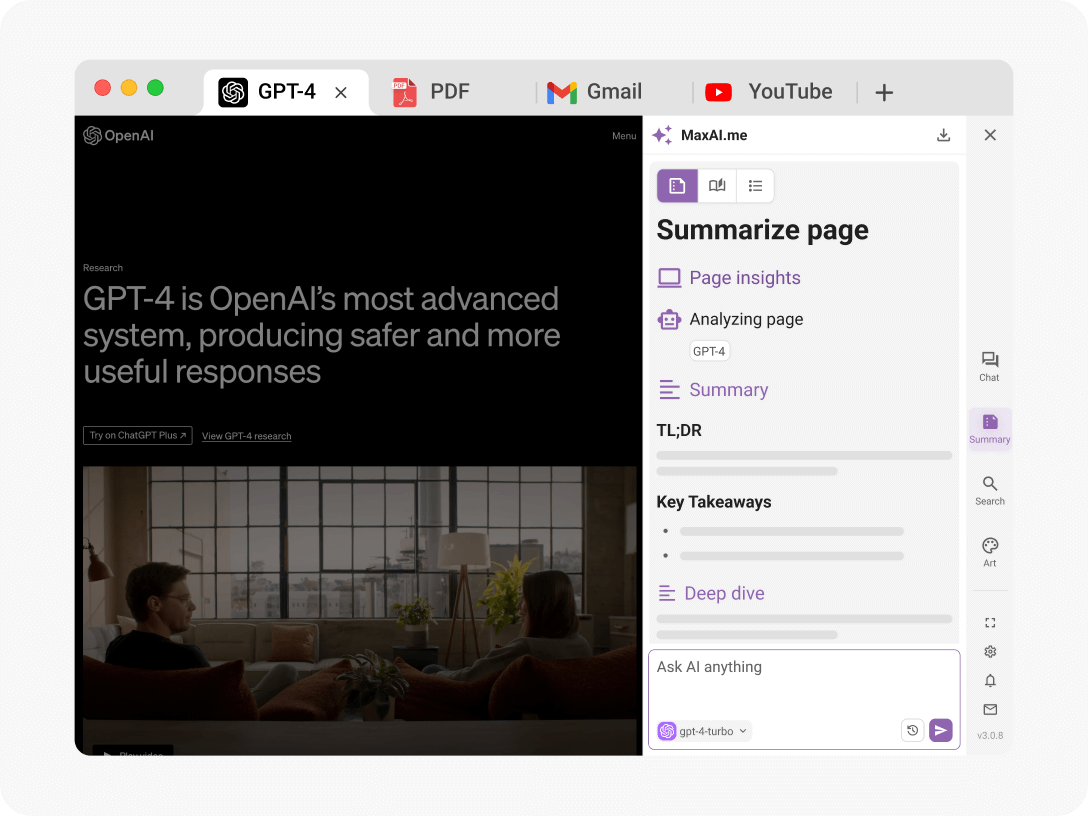 GPT-4
PDF
PDF
Gmail
YouTube
OpenAI
Menu
Research
GPT-4 is OpenAI’s most advanced
system, producing safer and more
useful responses
Try on ChatGPT Plus ↗
View GPT-4 research
Play video
MaxAI.me
Summarize page
Page insights
Analyzing page
GPT-4
Summary
TL;DR
Key Takeaways
Deep dive
Ask AI anything
gpt-4-turbo
Chat
Summary
Search
Art
v3.0.8